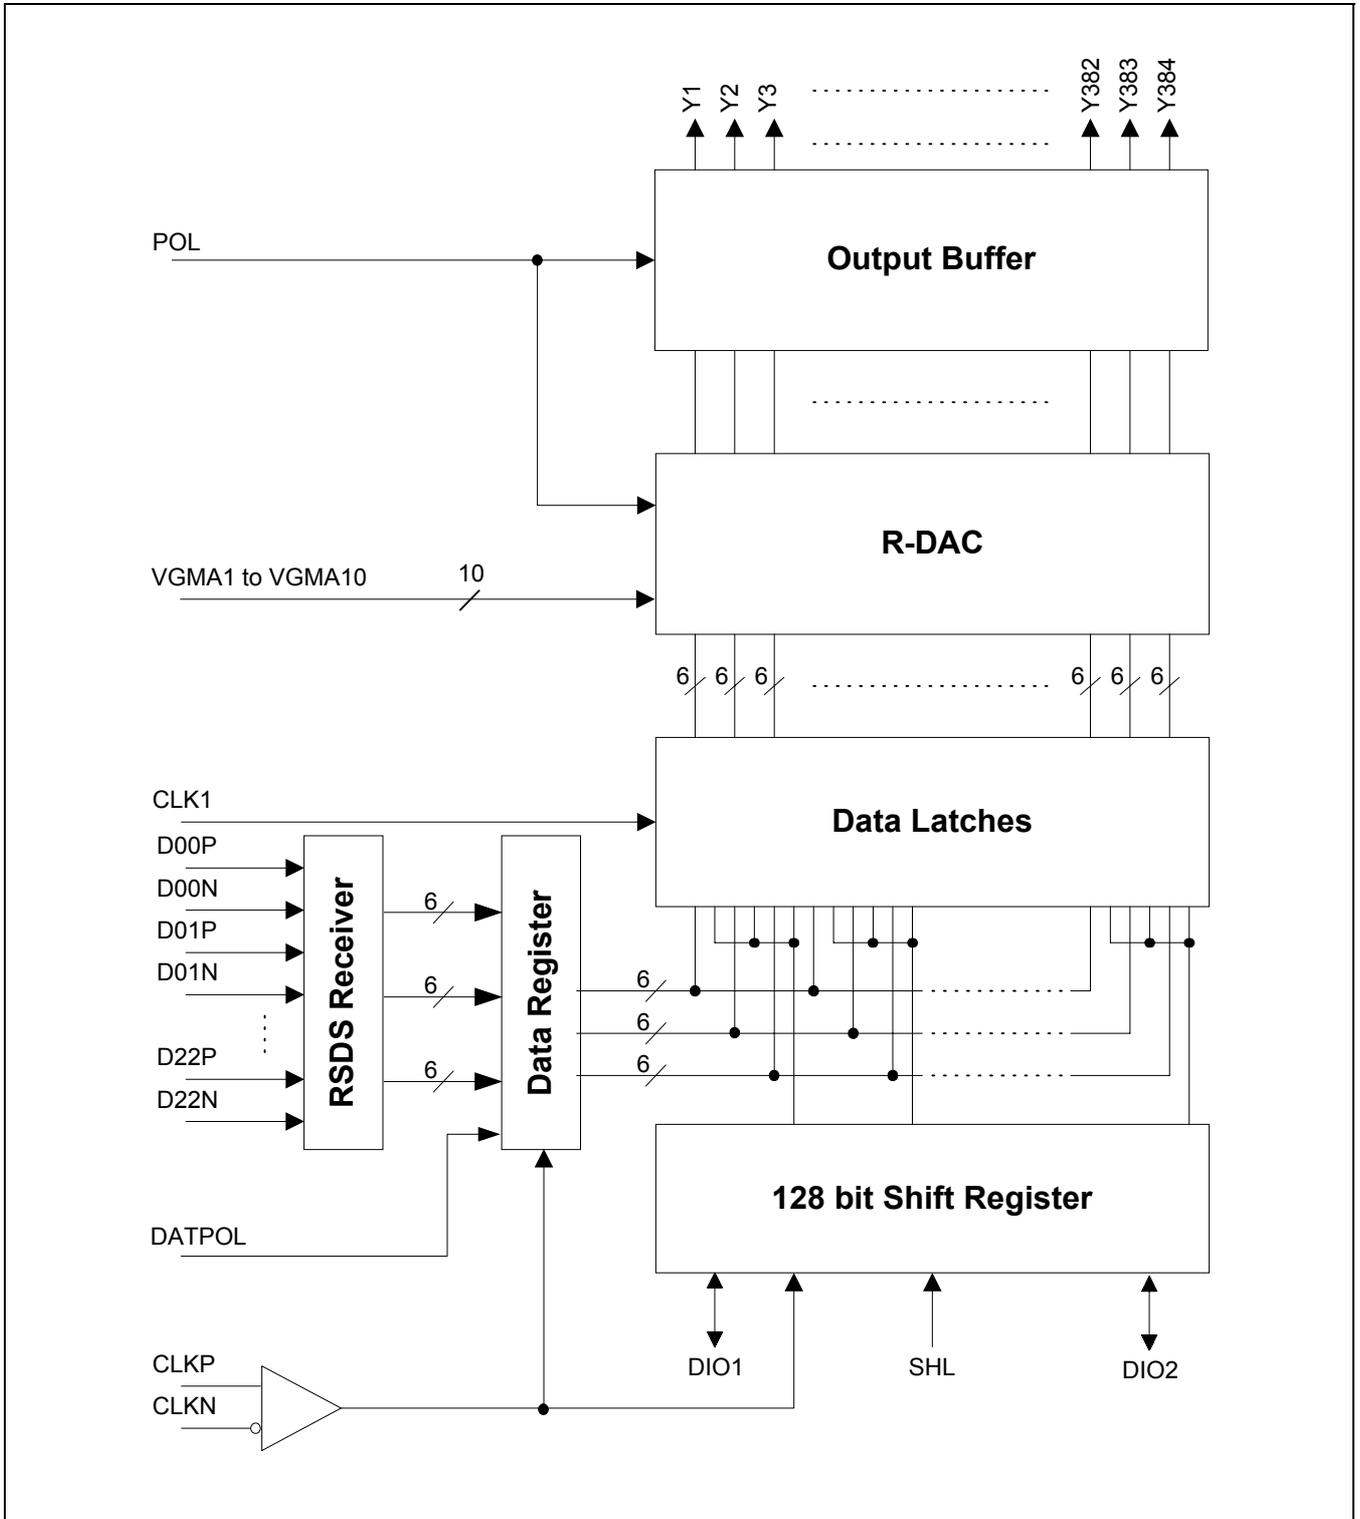 Y1
Y2
Y3
Y382
Y383
Y384
POL
Output Buffer
R-DAC
VGMA1 to VGMA10
10
6
6
6
6
6
6
CLK1
Data Latches
D00P
D00N
D01P
D01N
D22P
D22N
RSDS Receiver
6
6
6
Data Register
6
6
6
128 bit Shift Register
DATPOL
DIO1
SHL
DIO2
CLKP
CLKN